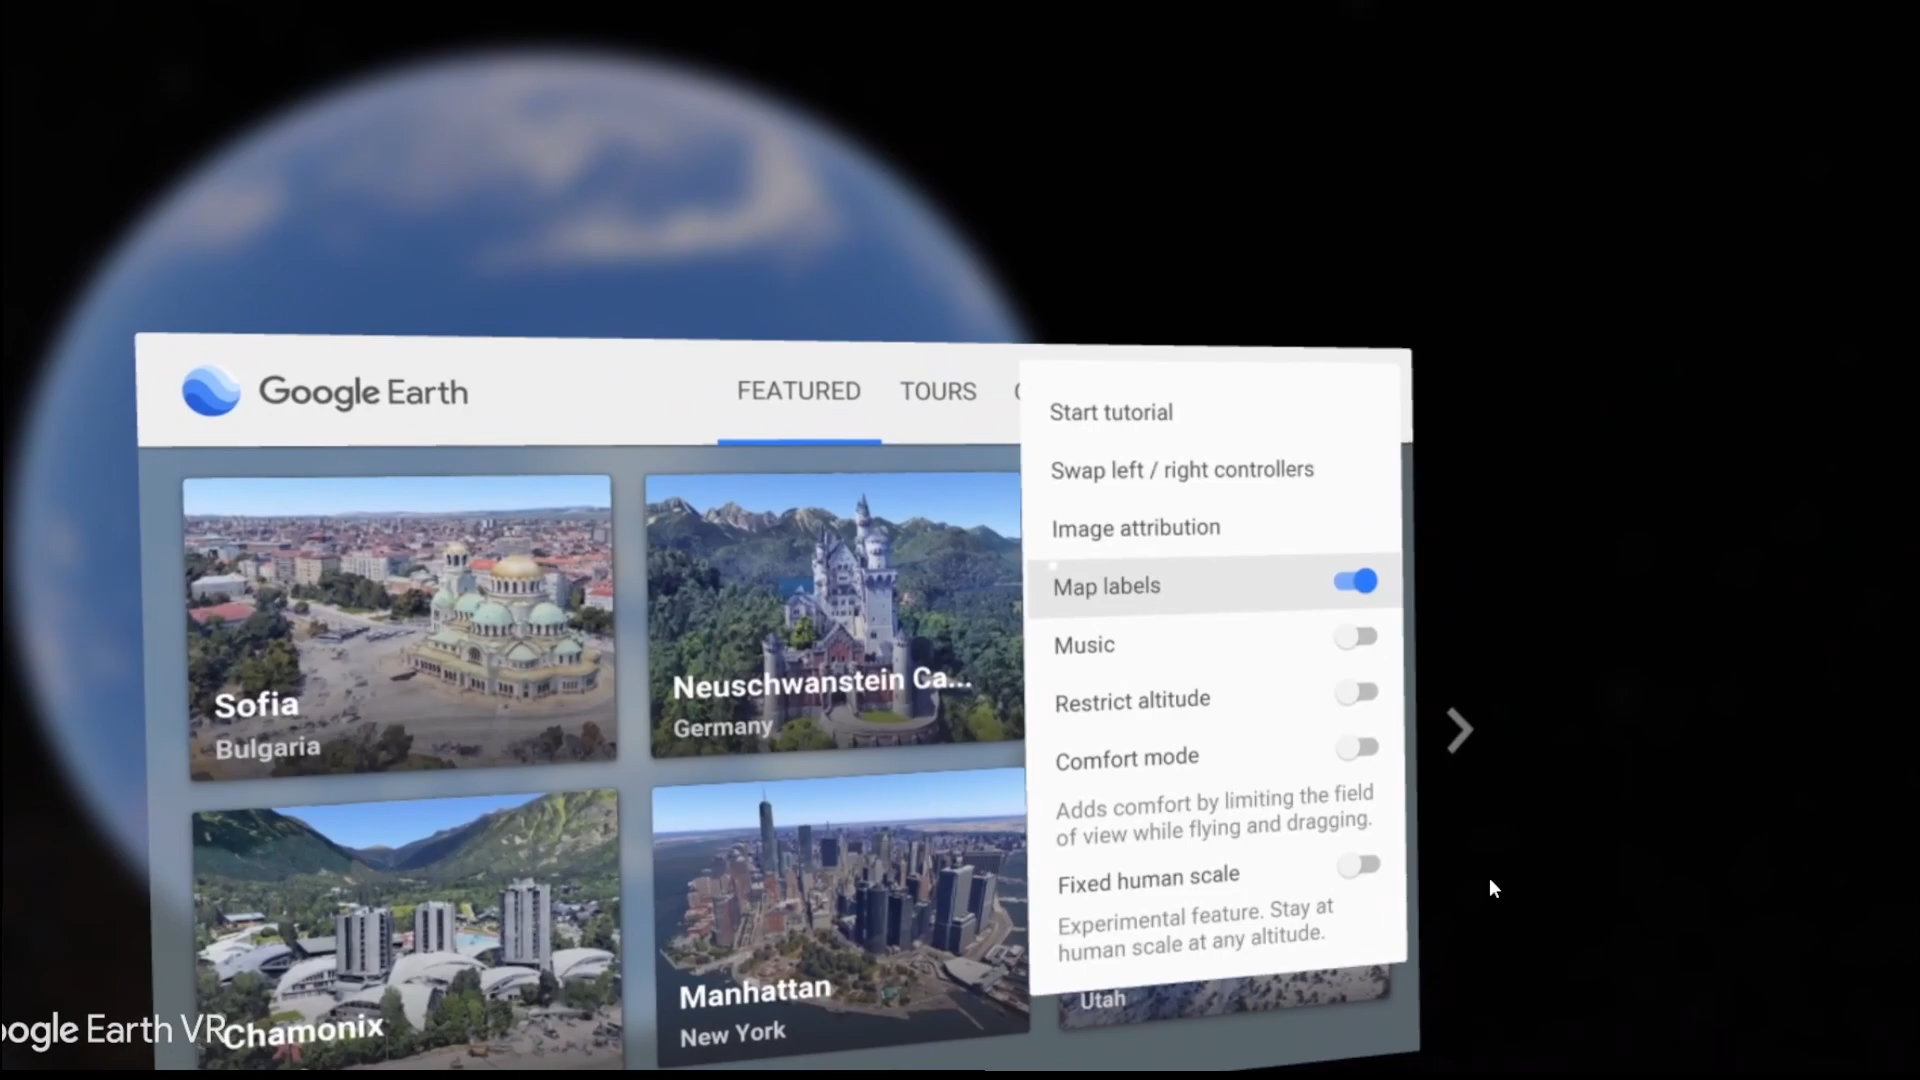 Google Earth
FEATURED
TOURS
Start tutorial
Swap left / right controllers
Image attribution
Map labels
Music
Restrict altitude
Comfort mode
Adds comfort by limiting the field
of view while flying and dragging.
Fixed human scale
Experimental feature. Stay at
human scale at any altitude.
Sofia
Bulgaria
Neuschwanstein Ca...
Germany
Chamonix
Manhattan
New York
Utah
oogle Earth VR